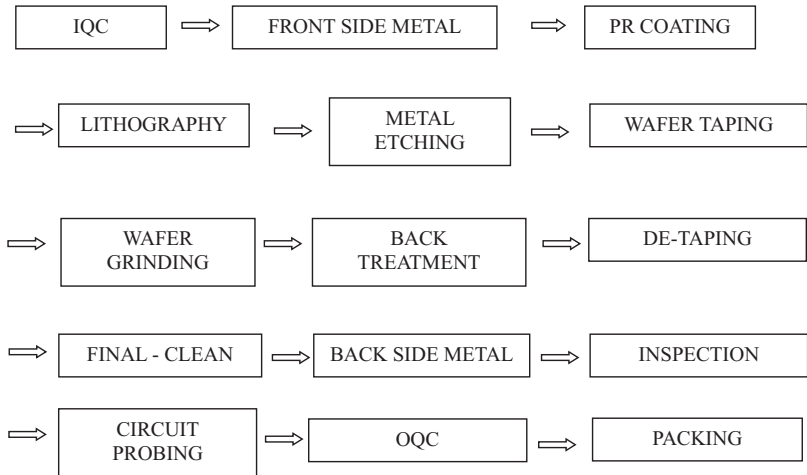 IQC
FRONT SIDE METAL
PR COATING
LITHOGRAPHY
METAL
ETCHING
WAFER TAPING
WAFER
GRINDING
BACK
TREATMENT
DE-TAPING
FINAL - CLEAN
BACK SIDE METAL
INSPECTION
CIRCUIT
PROBING
OQC
PACKING